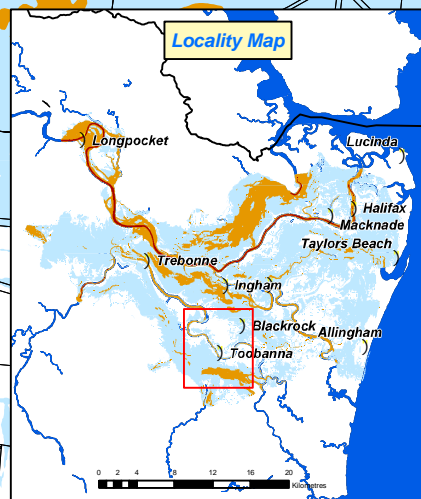 Locality Map
Longpocket
Lucinda
Halifax
Macknade
Taylors Beach
Trebonne
Ingham
Blackrock
Allingham
Toobanna
0 2 4 8 12 16 20
Kilometres